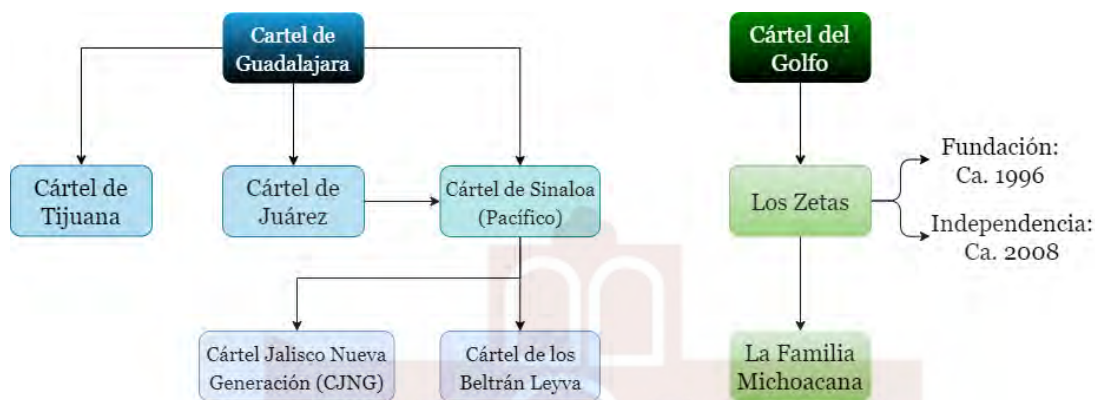 Cartel de
Guadalajara
Cártel del
Golfo
Cártel de
Tijuana
Cártel de
Juárez
Cártel de Sinaloa
(Pacífico)
Los Zetas
Fundación:
Ca. 1996
Independencia:
Ca. 2008
Cártel Jalisco Nueva
Generación (CJNG)
Cártel de los
Beltrán Leyva
La Familia
Michoacana